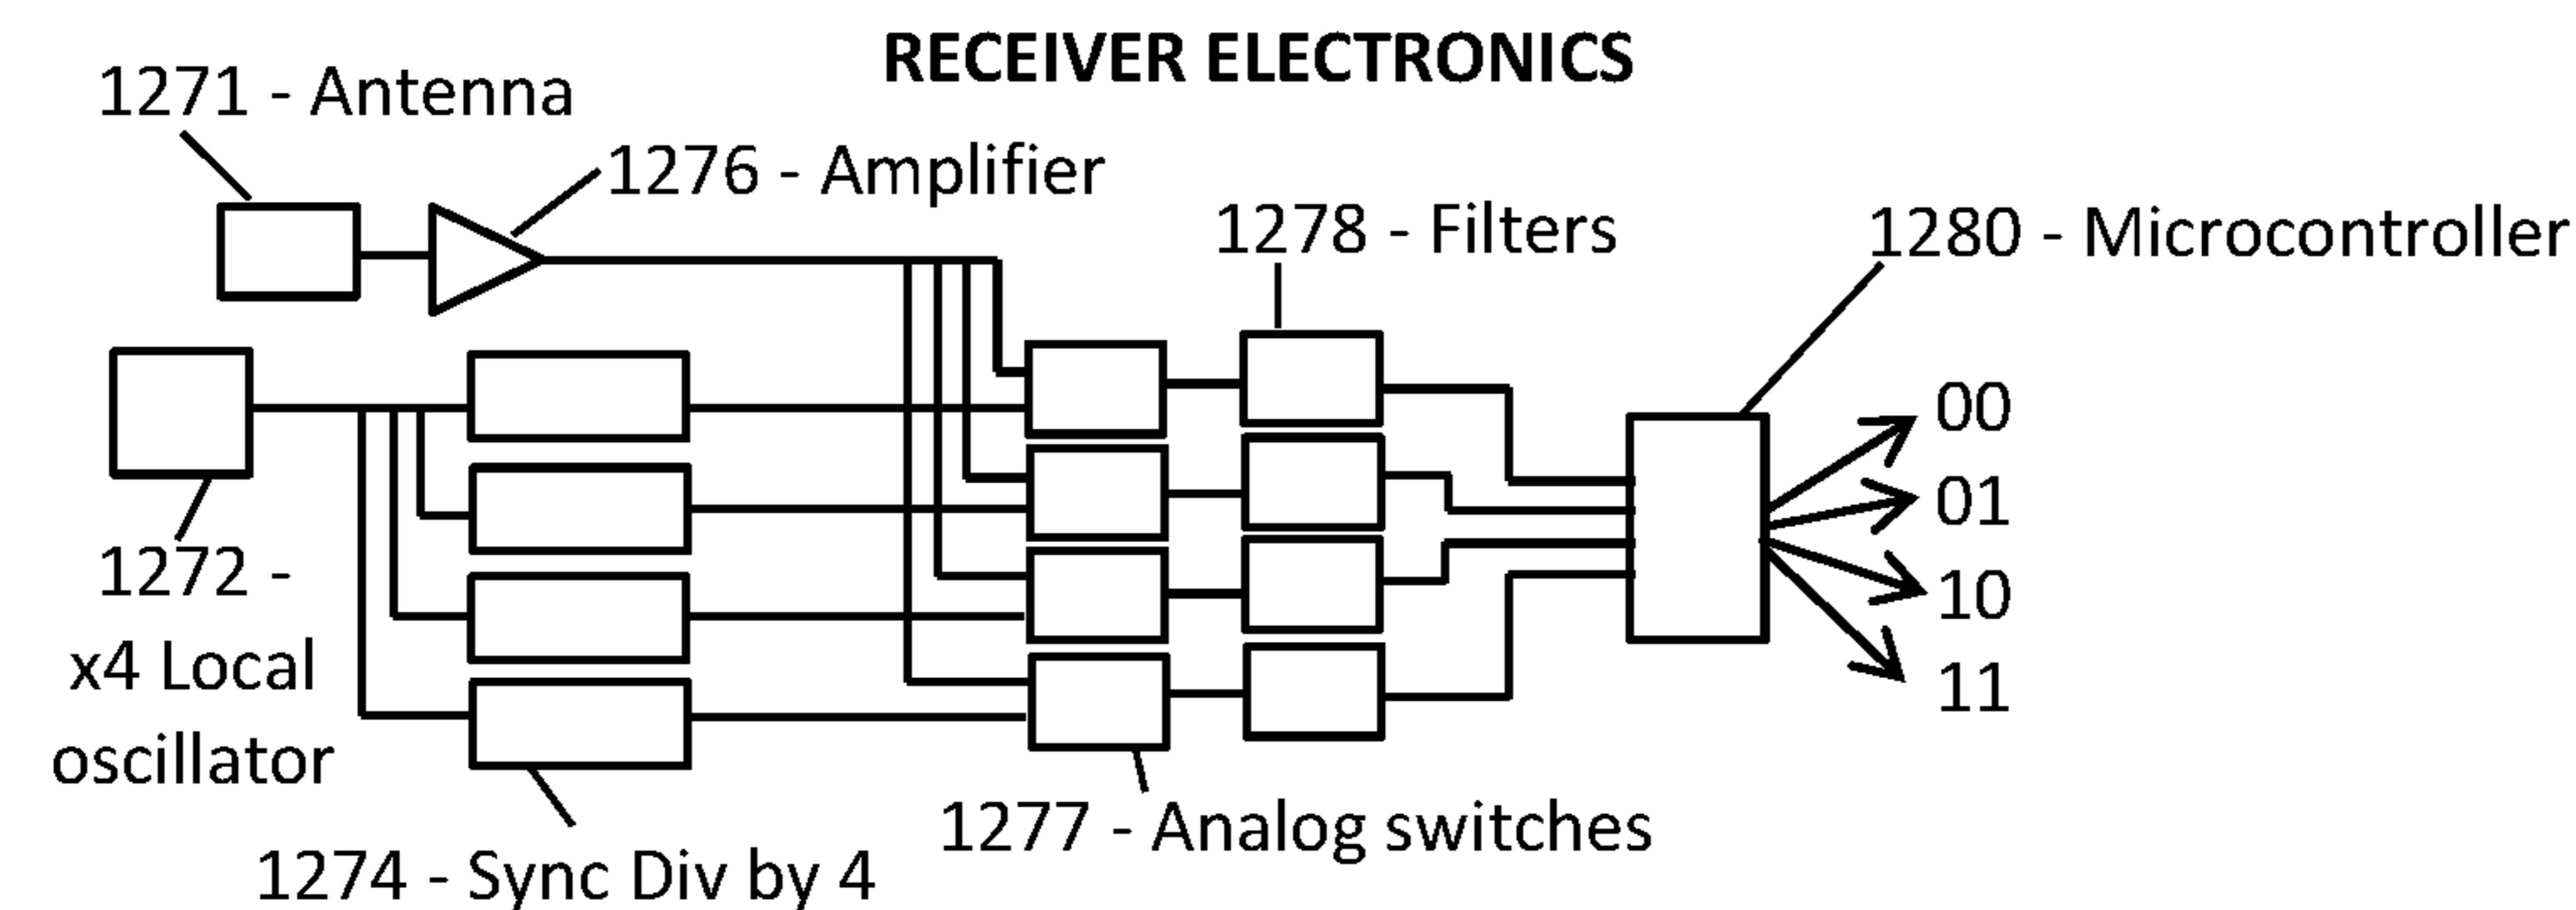 RECEIVER ELECTRONICS
1271 - Antenna
1276 - Amplifier
1278 - Filters
1280 - Microcontroller
00
01
10
11
1272 -
x4 Local
oscillator
1277 - Analog switches
1274 - Sync Div by 4